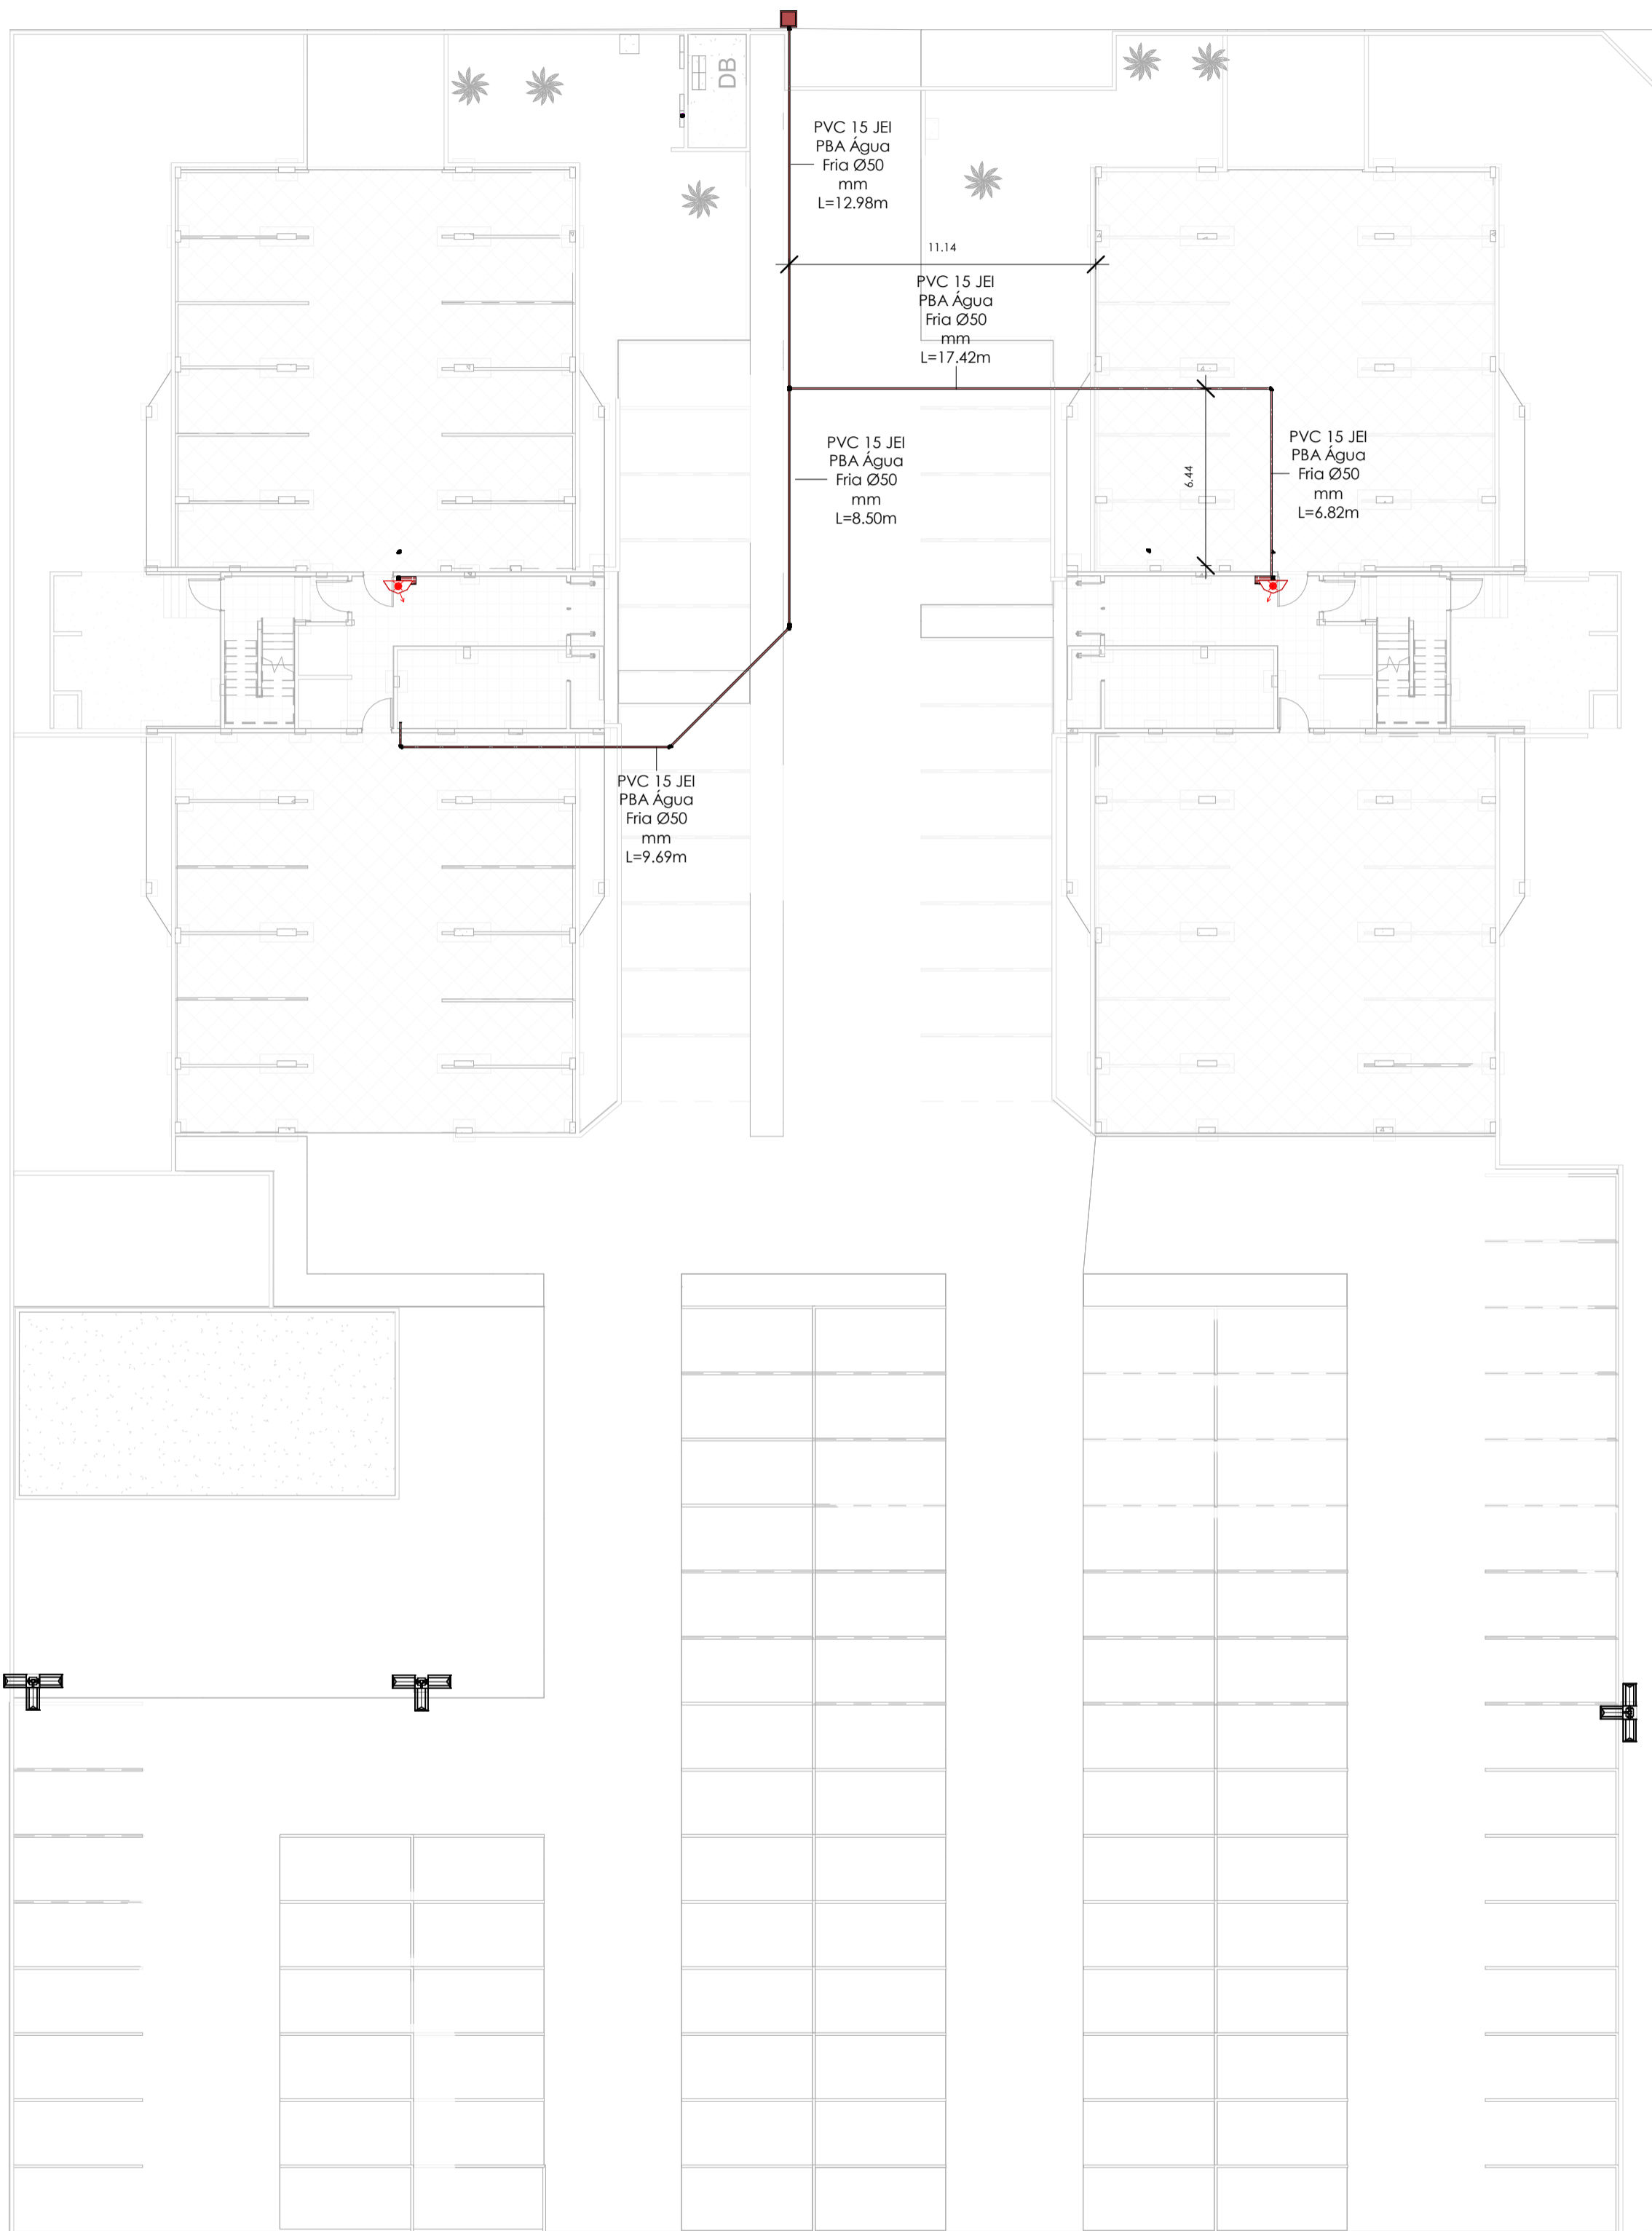 DB
PVC 15 JEI
PBA Água
Fria Ø50
mm
L=12.98m
11.14
PVC 15 JEI
PBA Água
Fria Ø50
mm
L=17.42m
PVC 15 JEI
PBA Água
Fria Ø50
mm
L=8.50m
6.44
PVC 15 JEI
PBA Água
Fria Ø50
mm
L=6.82m
PVC 15 JEI
PBA Água
Fria Ø50
mm
L=9.69m